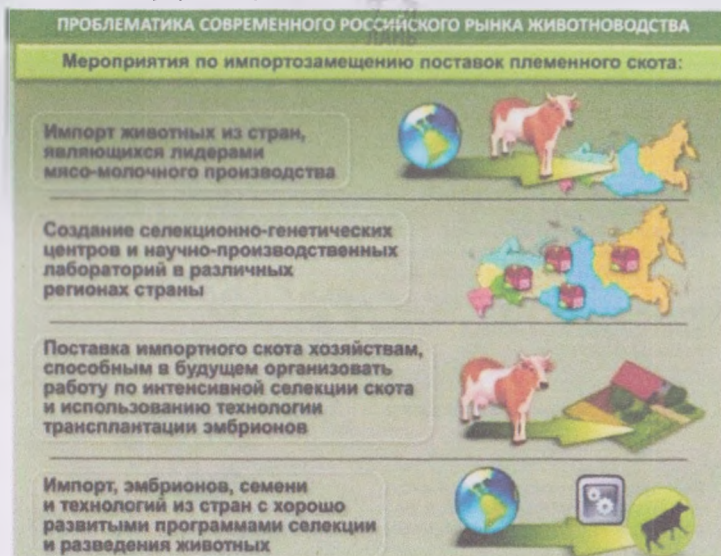 ПРОБЛЕМАТИКА СОВРЕМЕННОГО РОССИЙСКОГО РЫНКА ЖИВОТНОВОДСТВА
Мероприятия по импортозамещению поставок племенного скота:
Импорт животных из стран,
являющихся лидерами
мясо-молочного производства
Создание селекционно-генетических
центров и научно-производственных
лабораторий в различных
регионах страны
Поставка импортного скота хозяйствам,
способным в будущем организовать
работу по интенсивной селекции скота
и использованию технологии
трансплантации эмбрионов
Импорт, эмбрионов, семени
и технологий из стран с хорошо
развитыми программами селекции
и разведения животных